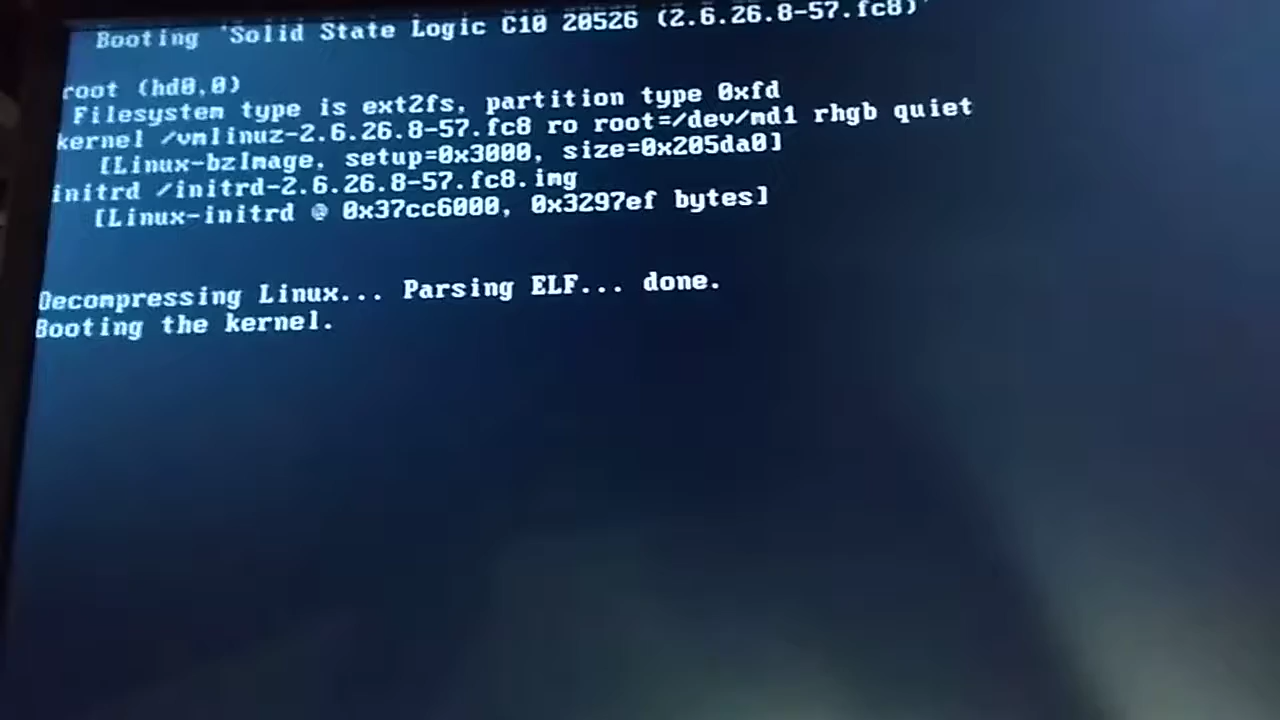 Booting 'Solid State Logic C10 20526 (2.6.26.8-57.fc8)'
root (hd0,0)
Filesystem type is ext2fs, partition type 0xfd
kernel /vmlinuz-2.6.26.8-57.fc8 ro root=/dev/md1 rhgb quiet
[Linux-bzImage, setup=0x3000, size=0x205da0]
initrd /initrd-2.6.26.8-57.fc8.img
[Linux-initrd @ 0x37cc6000, 0x3297ef bytes]
Decompressing Linux... Parsing ELF... done.
Booting the kernel.